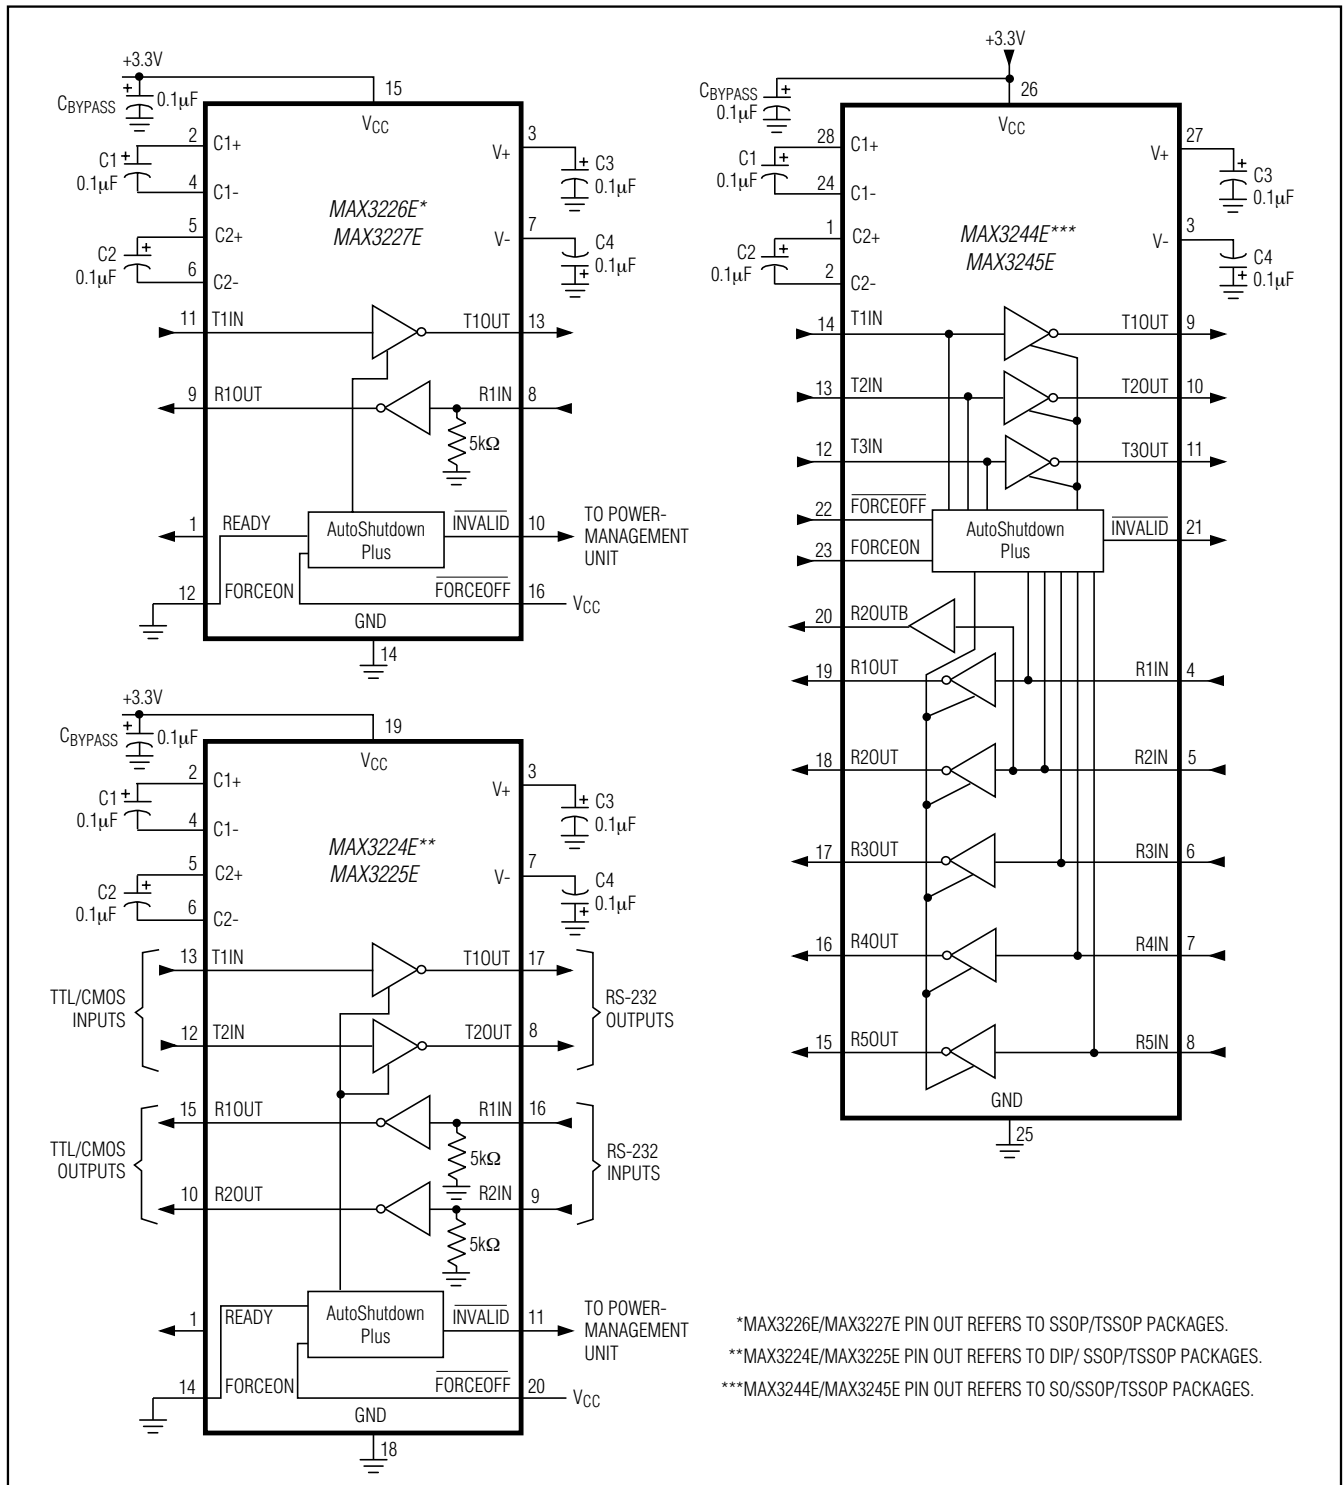 +3.3V
CBYPASS
+
0.1µF
15
VCC
2
C1+
C1
+
0.1µF
4
C1-
5
C2+
C2
+
0.1µF
6
C2-
3
V+
+
C3
0.1µF
7
V-
C4
+
0.1µF
MAX3226E*
MAX3227E
11
T1IN
T1OUT
13
9
R1OUT
R1IN
8
5kΩ
1
READY
AutoShutdown
Plus
INVALID
10
TO POWER-
MANAGEMENT
UNIT
12
FORCEON
FORCEOFF
16
VCC
GND
14
+3.3V
CBYPASS
+
0.1µF
19
VCC
2
C1+
C1
+
0.1µF
4
C1-
5
C2+
C2
+
0.1µF
6
C2-
3
V+
+
C3
0.1µF
7
V-
C4
+
0.1µF
MAX3224E**
MAX3225E
TTL/CMOS
INPUTS
13
T1IN
T1OUT
17
12
T2IN
T2OUT
8
RS-232
OUTPUTS
TTL/CMOS
OUTPUTS
15
R1OUT
R1IN
16
5kΩ
10
R2OUT
R2IN
9
5kΩ
RS-232
INPUTS
1
READY
AutoShutdown
Plus
INVALID
11
TO POWER-
MANAGEMENT
UNIT
14
FORCEON
FORCEOFF
20
VCC
GND
18
+3.3V
CBYPASS
+
0.1µF
26
VCC
28
C1+
C1
+
0.1µF
24
C1-
1
C2+
C2
+
0.1µF
2
C2-
27
V+
+
C3
0.1µF
3
V-
C4
+
0.1µF
MAX3244E***
MAX3245E
14
T1IN
T1OUT
9
13
T2IN
T2OUT
10
12
T3IN
T3OUT
11
22
FORCEOFF
23
FORCEON
AutoShutdown
Plus
INVALID
21
20
R2OUTB
19
R1OUT
R1IN
4
18
R2OUT
R2IN
5
17
R3OUT
R3IN
6
16
R4OUT
R4IN
7
15
R5OUT
R5IN
8
GND
25
*MAX3226E/MAX3227E PIN OUT REFERS TO SSOP/TSSOP PACKAGES.
**MAX3224E/MAX3225E PIN OUT REFERS TO DIP/ SSOP/TSSOP PACKAGES.
***MAX3244E/MAX3245E PIN OUT REFERS TO SO/SSOP/TSSOP PACKAGES.